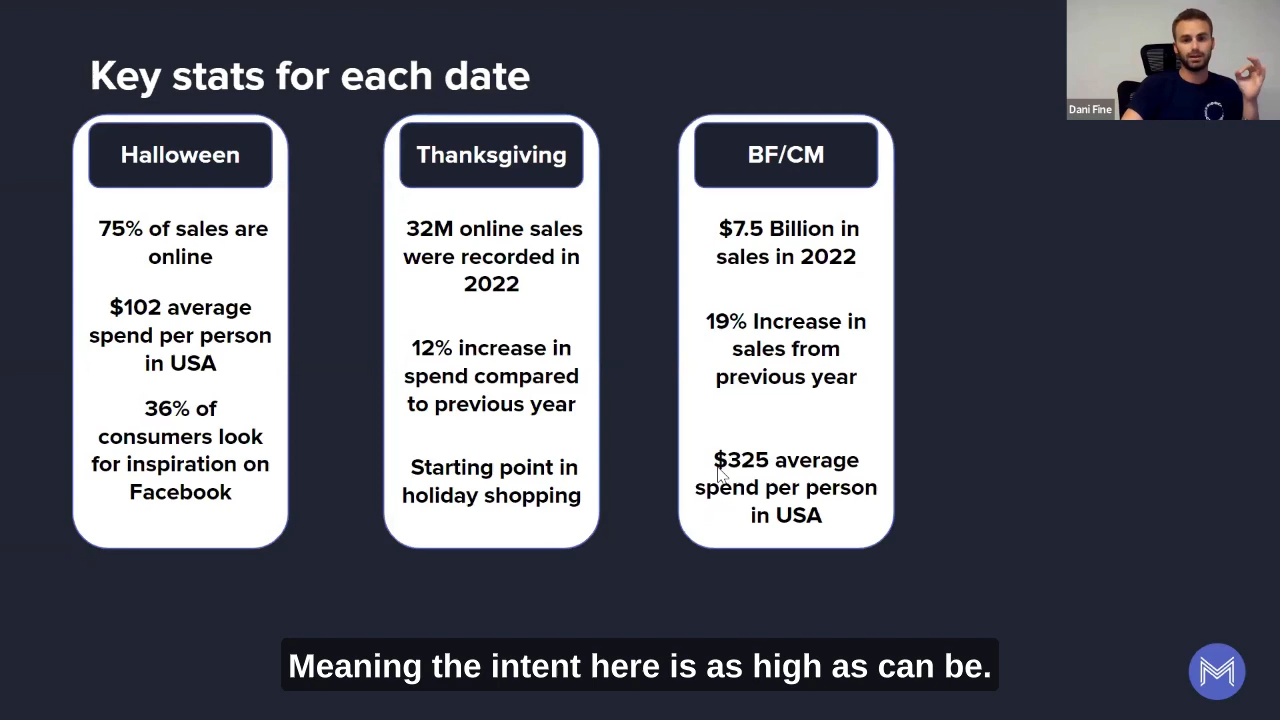 Key stats for each date
Dani Fine
Halloween
75% of sales are
online
$102 average
spend per person
in USA
36% of
consumers look
for inspiration on
Facebook
Thanksgiving
32M online sales
were recorded in
2022
12% increase in
spend compared
to previous year
Starting point in
holiday shopping
BF/CM
$7.5 Billion in
sales in 2022
19% Increase in
sales from
previous year
$325 average
spend per person
in USA
Meaning the intent here is as high as can be.